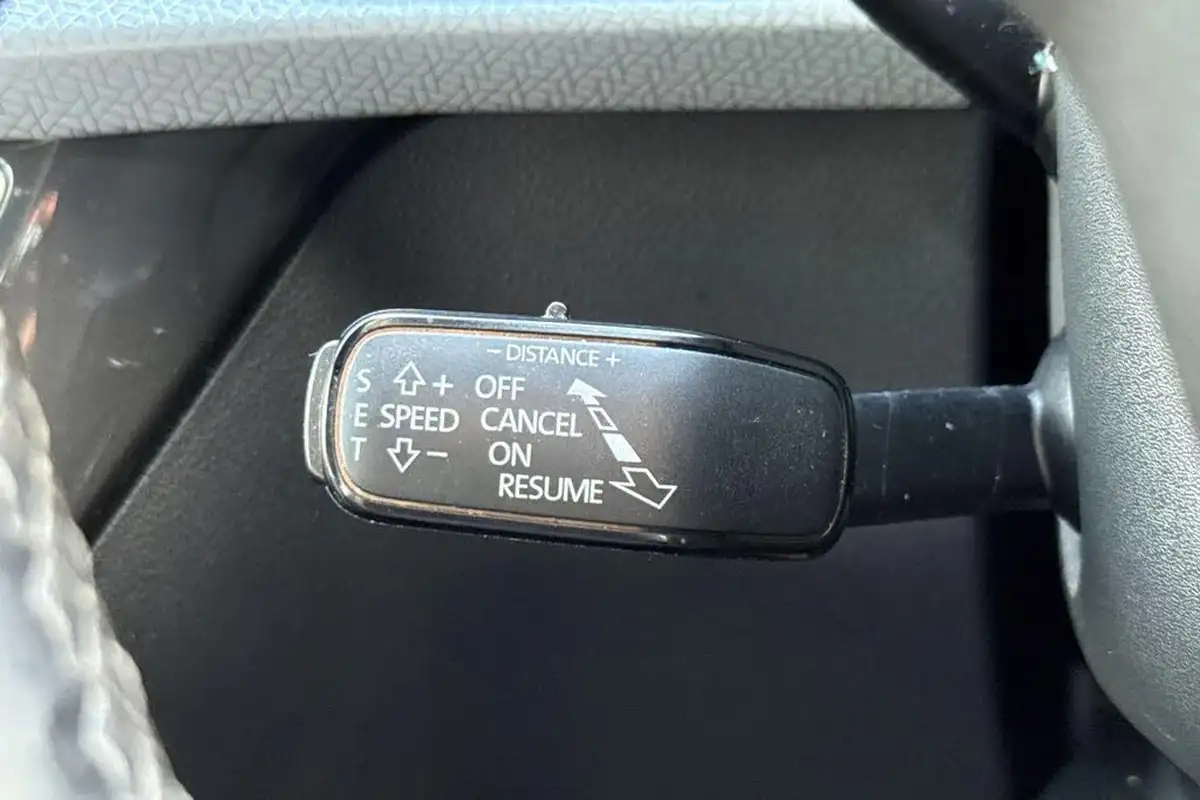 − DISTANCE +
S + OFF
E SPEED CANCEL
T − ON
RESUME